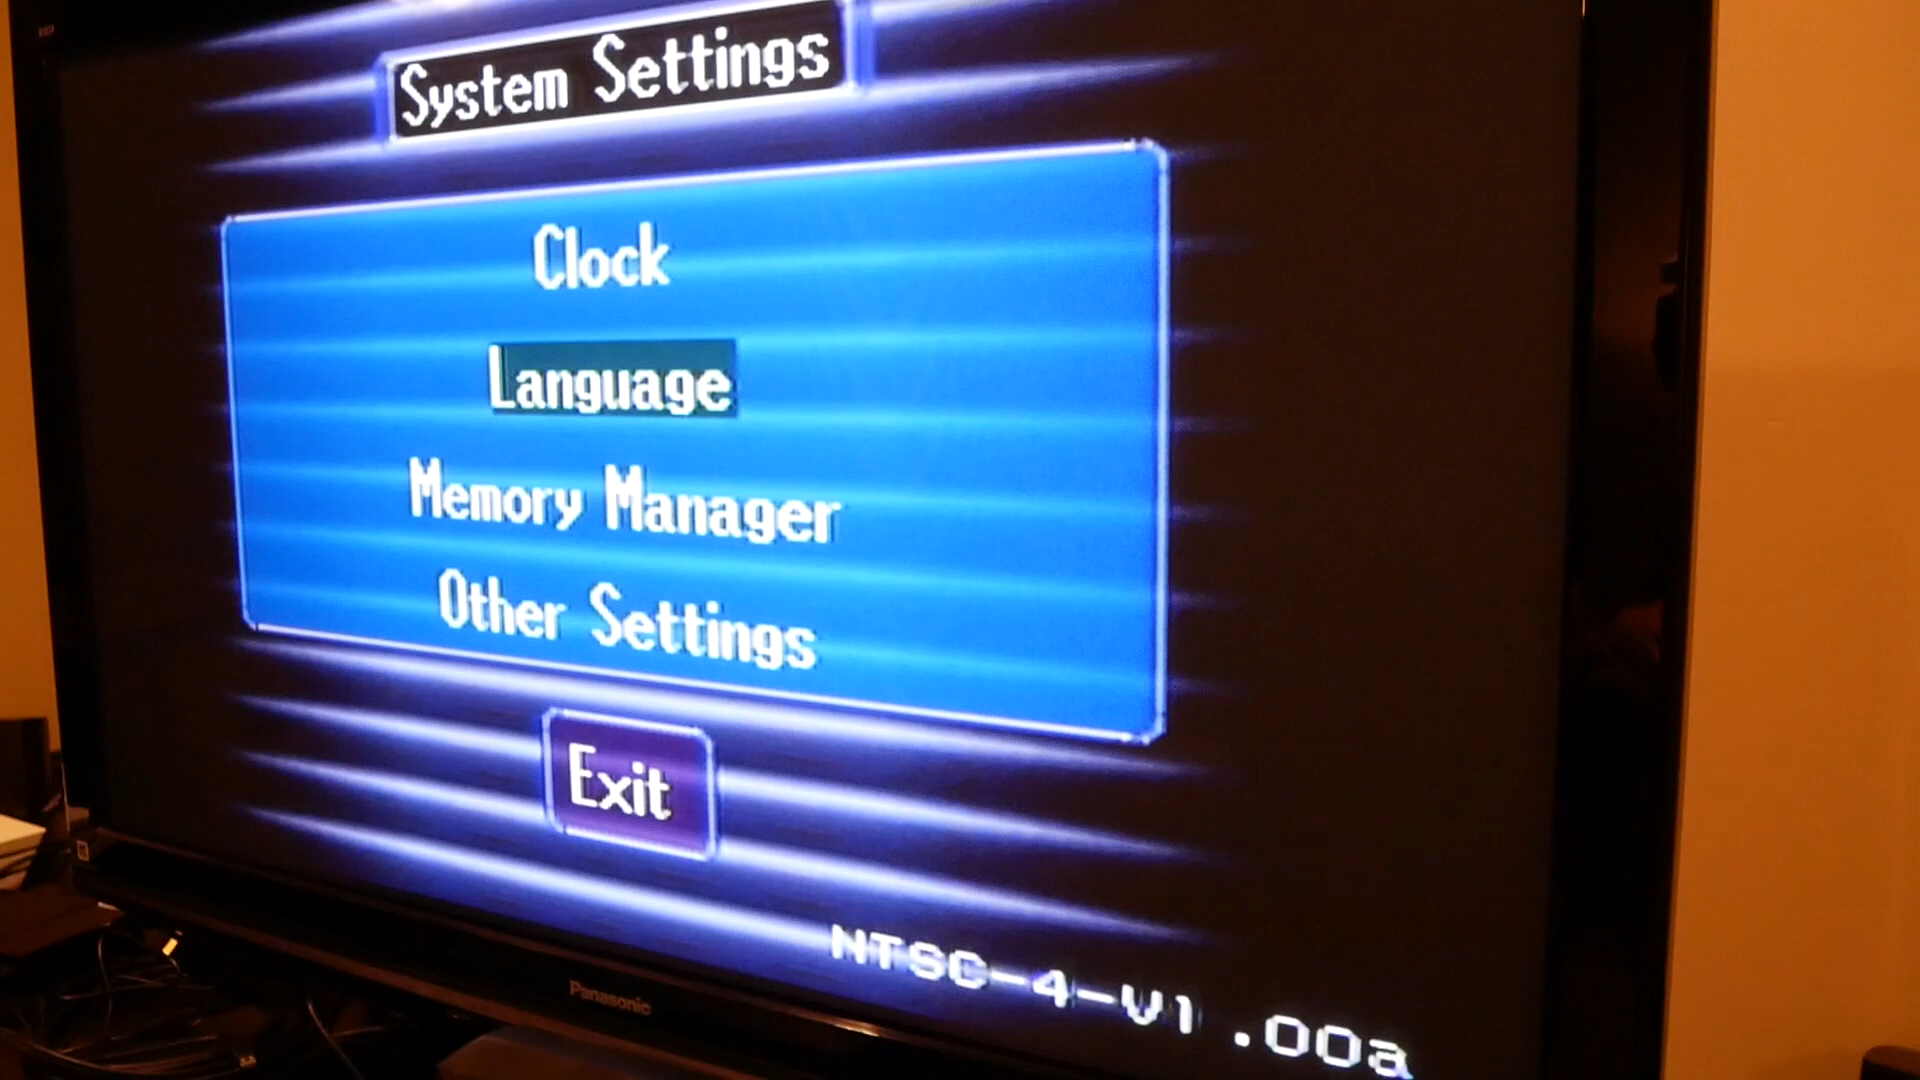 System Settings
Clock
Language
Memory Manager
Other Settings
Exit
NTSC-4-V1.00a
Panasonic